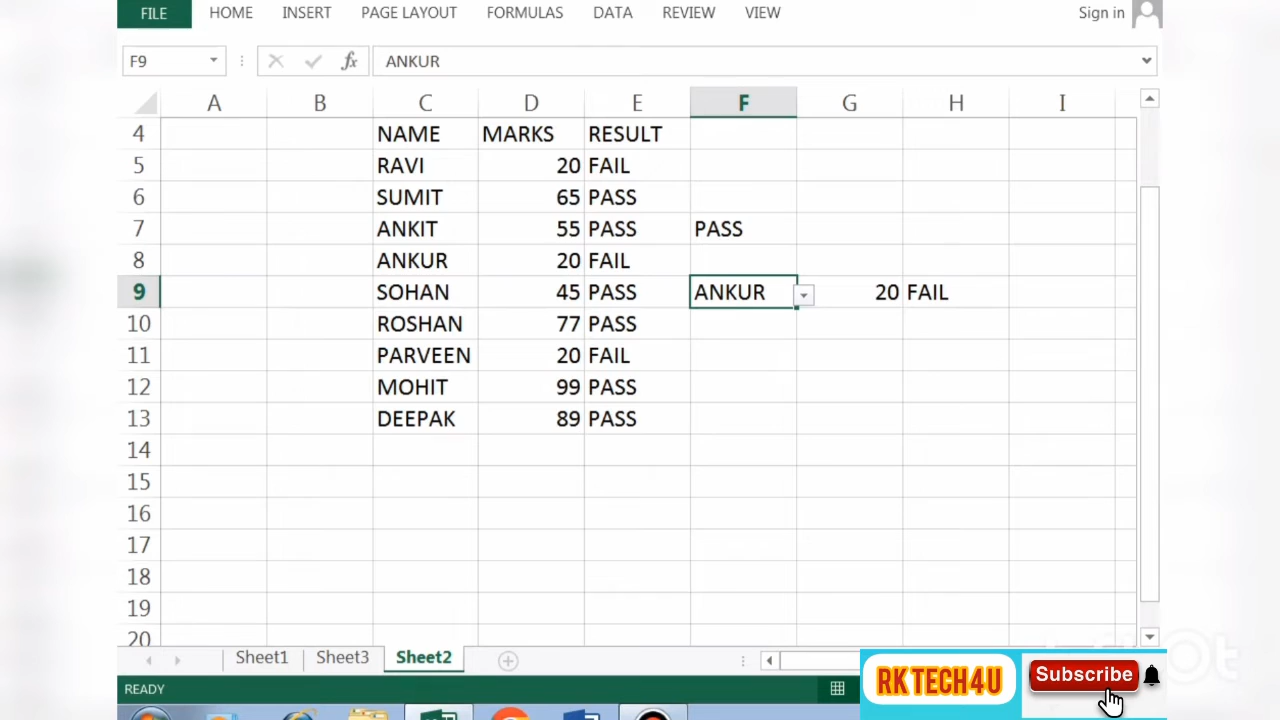 FILE HOME INSERT PAGE LAYOUT FORMULAS DATA REVIEW VIEW Sign in
F9 fx ANKUR
A B C D E F G H I
4 NAME MARKS RESULT
5 RAVI 20 FAIL
6 SUMIT 65 PASS
7 ANKIT 55 PASS PASS
8 ANKUR 20 FAIL
9 SOHAN 45 PASS ANKUR 20 FAIL
10 ROSHAN 77 PASS
11 PARVEEN 20 FAIL
12 MOHIT 99 PASS
13 DEEPAK 89 PASS
14
15
16
17
18
19
20
Sheet1 Sheet3 Sheet2
READY
RKTECH4U Subscribe